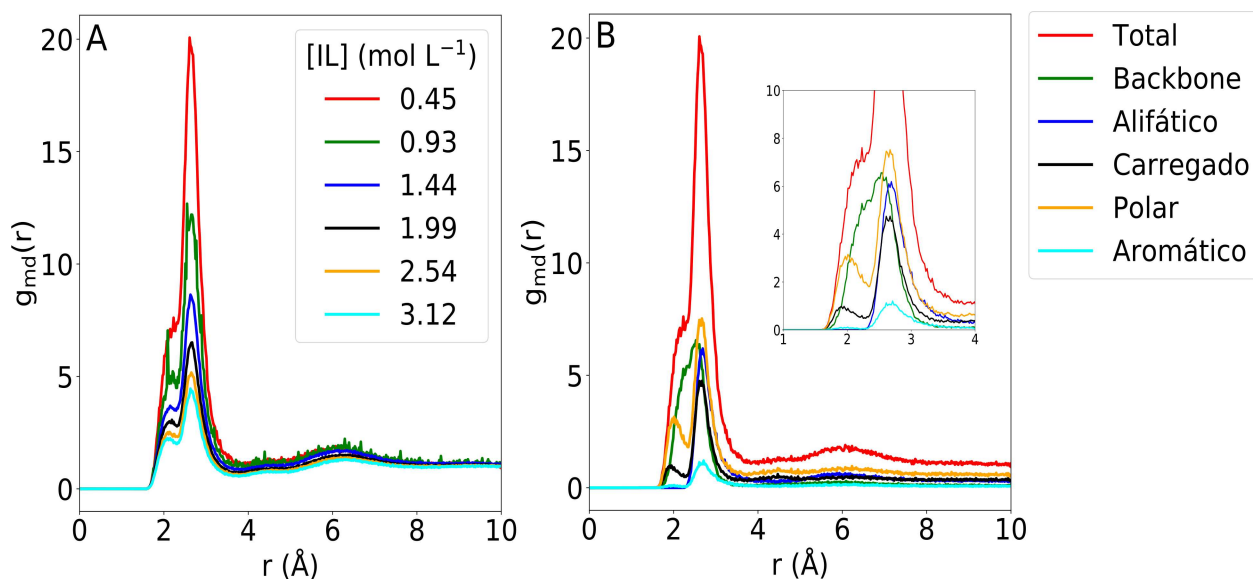 A
[IL] (mol L⁻¹)
0.45
0.93
1.44
1.99
2.54
3.12
20
15
10
5
0
g_md(r)
0 2 4 6 8 10
r (Å)
B
20
15
10
5
0
g_md(r)
0 2 4 6 8 10
r (Å)
10
8
6
4
2
0
1 2 3 4
Total
Backbone
Alifático
Carregado
Polar
Aromático